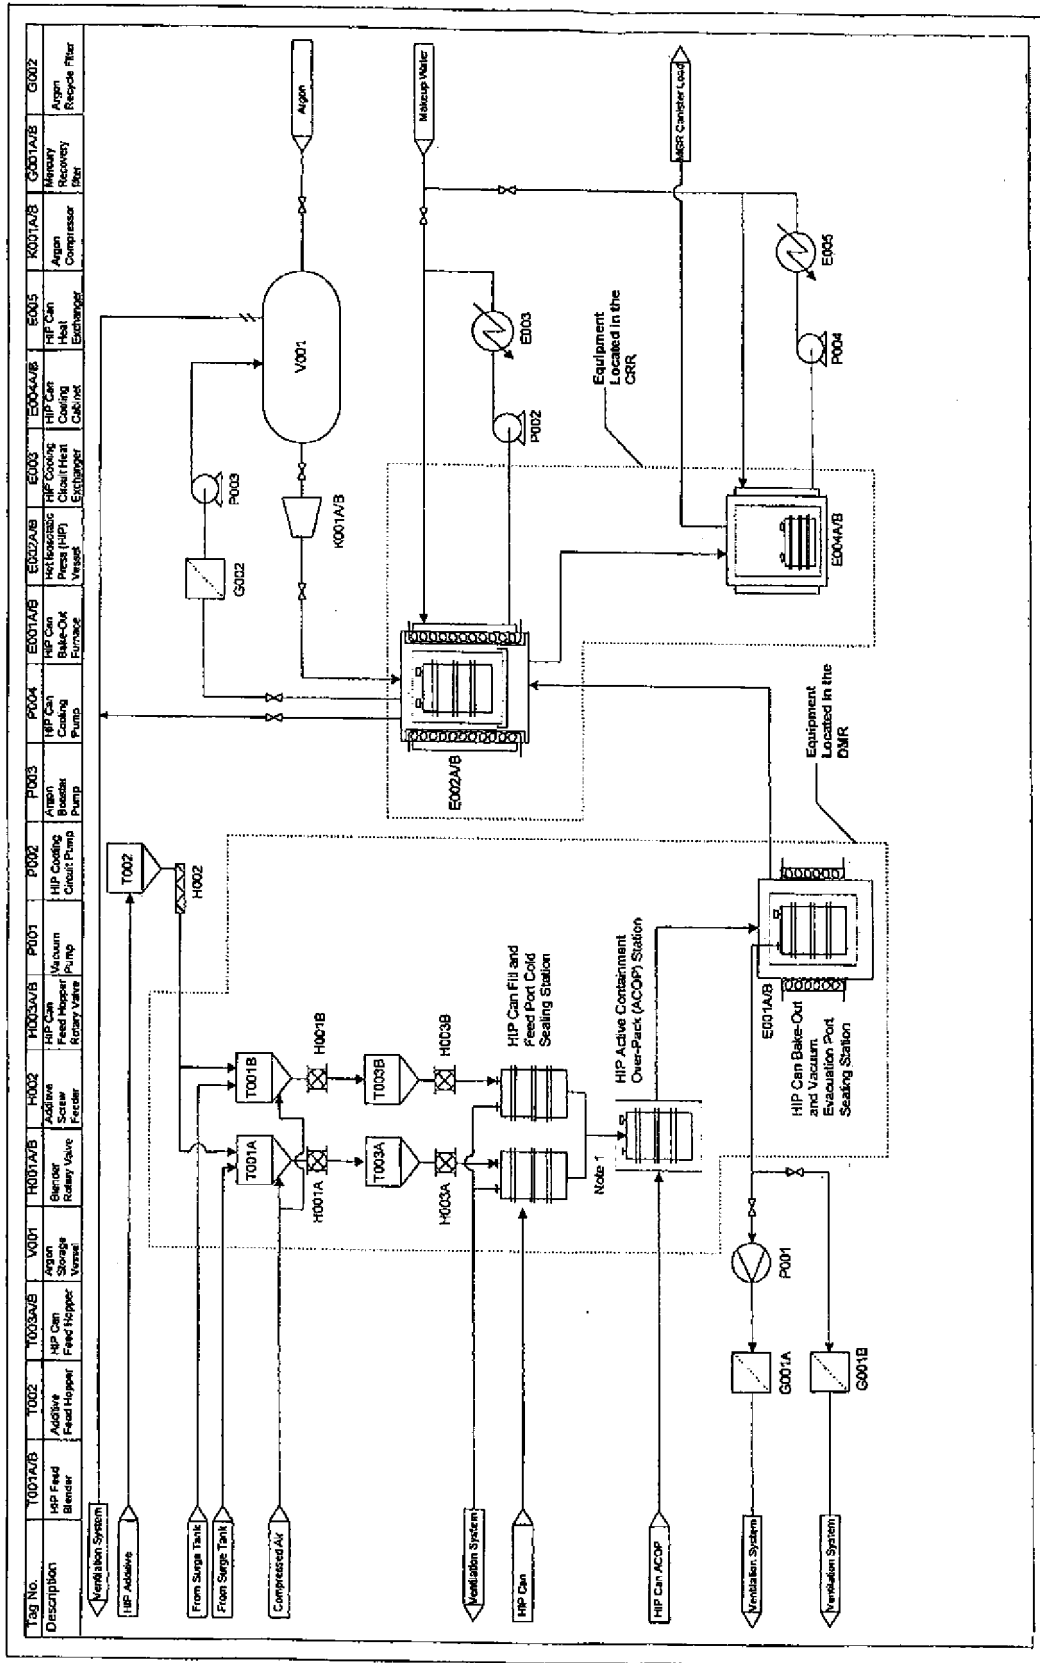 Tag No.
Description
T001A/B
HIP Feed
Blender
T002
Additive
Feed Hopper
T003A/B
HIP Can
Feed Hopper
V001
Argon
Storage
Vessel
H001A/B
Blender
Rotary Valve
H002
Additive
Screw
Feeder
H003A/B
HIP Can
Feed Hopper
Rotary Valve
P001
Vacuum
Pump
P002
HIP Cooling
Circuit Pump
P003
Argon
Booster
Pump
P004
HIP Can
Cooling
Pump
E001A/B
HIP Can
Bake-Out
Furnace
E002A/B
Hot Isostatic
Press (HIP)
Vessel
E003
HIP Cooling
Circuit Heat
Exchanger
E004A/B
HIP Can
Cooling
Cabinet
E005
HIP Can
Heat
Exchanger
K001A/B
Argon
Compressor
G001A/B
Mercury
Recovery
filter
G002
Argon
Recycle Filter
Ventilation System
HIP Additive
From Surge Tank
From Surge Tank
Compressed Air
Ventilation System
HIP Can
HIP Can ACOP
Ventilation System
Ventilation System
T002
H002
T001A
T001B
H001A
H001B
T003A
T003B
H003A
H003B
HIP Can Fill and
Feed Port Cold
Sealing Station
Note 1
HIP Active Containment
Over-Pack (ACOP) Station
P001
G001A
G001B
E001A/B
HIP Can Bake-Out
and Vacuum
Evacuation Port
Sealing Station
Equipment
Located in the
DMR
E002A/B
G002
P003
K001A/B
V001
Argon
Makeup Water
P002
E003
Equipment
Located in the
CRR
E004A/B
P004
E005
MGR Canister Load